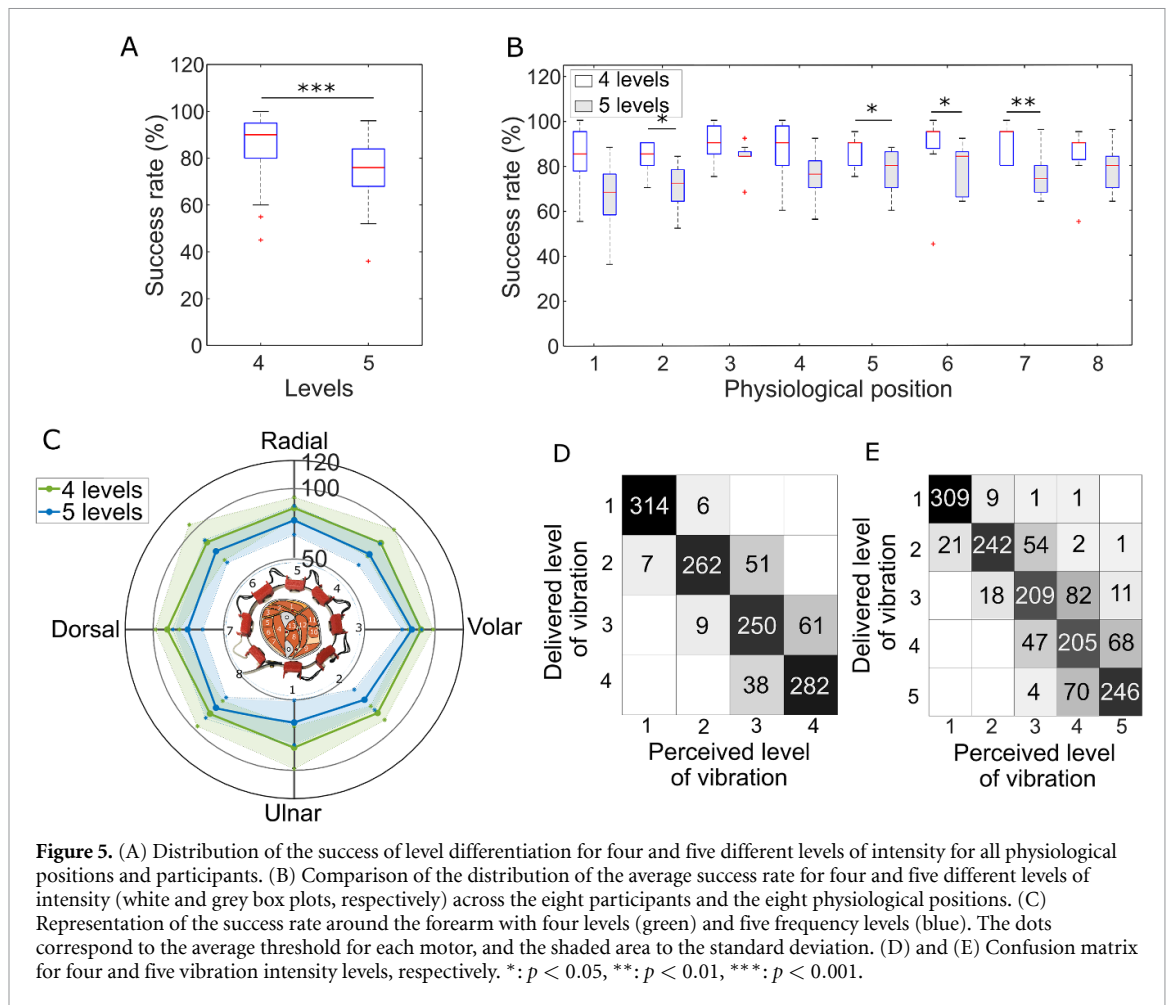 A
120
100
80
60
40
20
0
Success rate (%)
***
4 5
Levels
B
120
100
80
60
40
20
0
Success rate (%)
4 levels
5 levels
* * * **
1 2 3 4 5 6 7 8
Physiological position
C
4 levels
5 levels
Radial
120
100
50
Dorsal
Volar
Ulnar
5
6 4
7 3
8 2
1
D
Delivered level
of vibration
1 314 6
2 7 262 51
3 9 250 61
4 38 282
1 2 3 4
Perceived level
of vibration
E
Delivered level
of vibration
1 309 9 1 1
2 21 242 54 2 1
3 18 209 82 11
4 47 205 68
5 4 70 246
1 2 3 4 5
Perceived level
of vibration
Figure 5. (A) Distribution of the success of level differentiation for four and five different levels of intensity for all physiological
positions and participants. (B) Comparison of the distribution of the average success rate for four and five different levels of
intensity (white and grey box plots, respectively) across the eight participants and the eight physiological positions. (C)
Representation of the success rate around the forearm with four levels (green) and five frequency levels (blue). The dots
correspond to the average threshold for each motor, and the shaded area to the standard deviation. (D) and (E) Confusion matrix
for four and five vibration intensity levels, respectively. *: p < 0.05, **: p < 0.01, ***: p < 0.001.